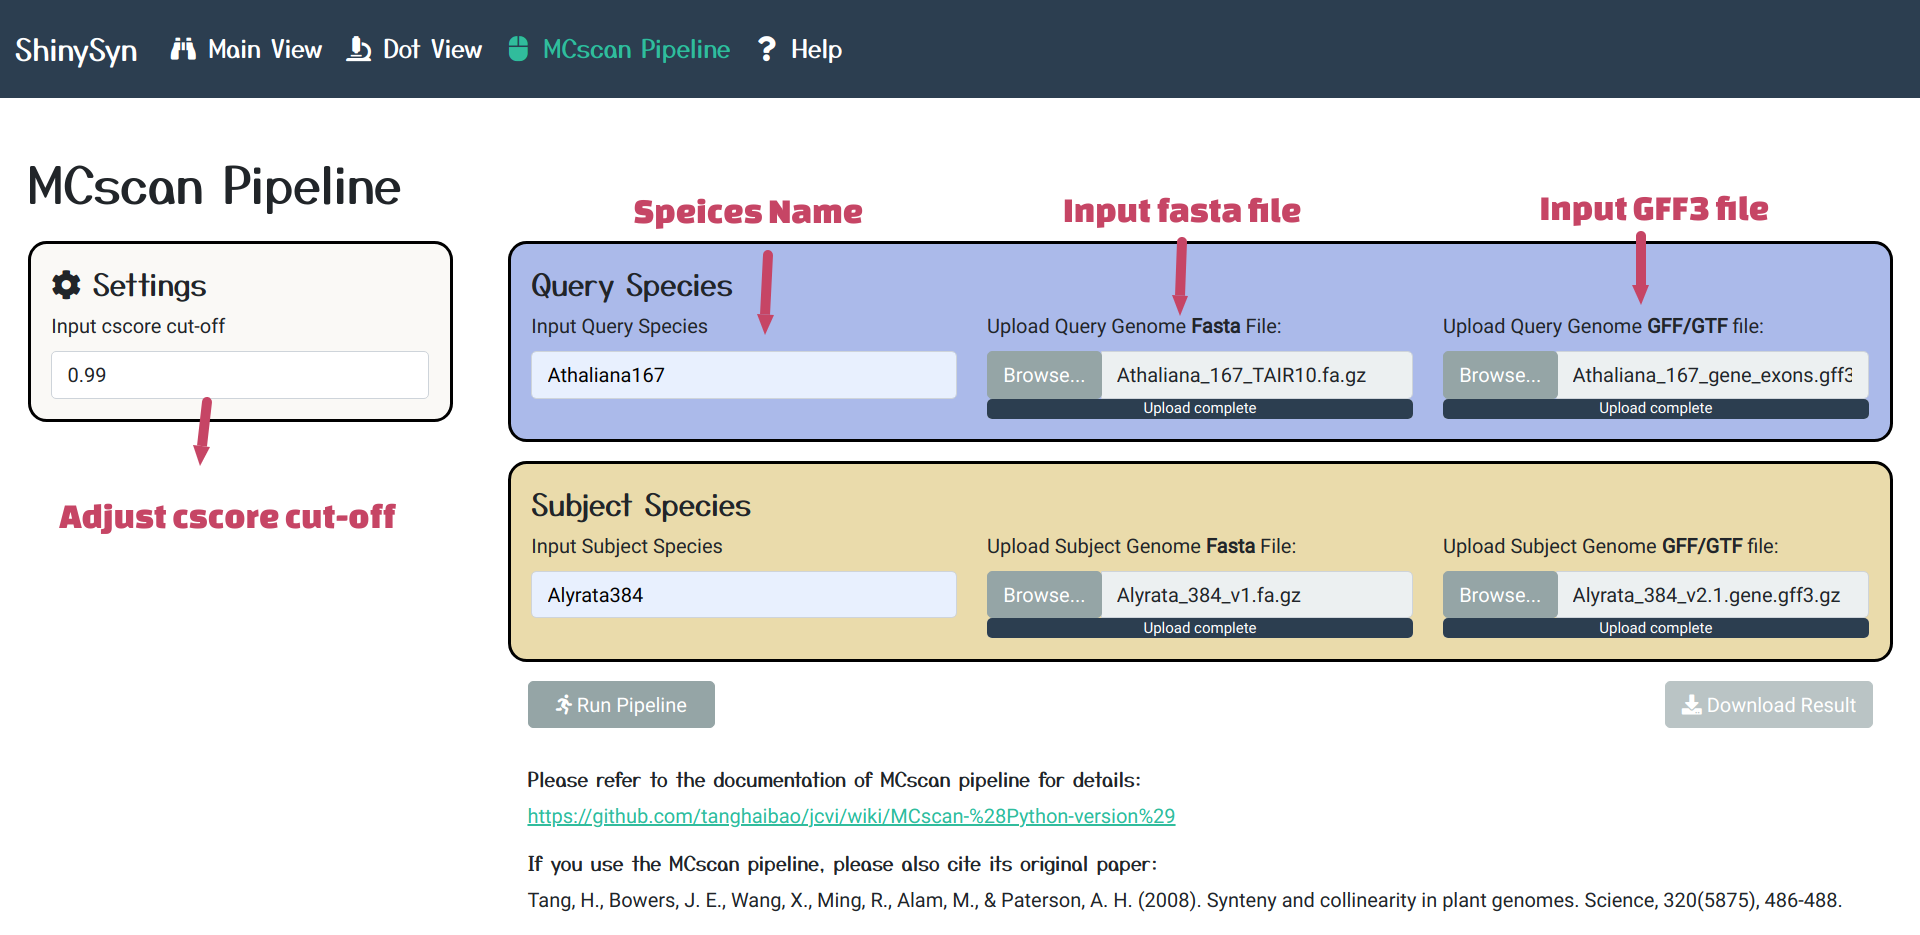 ShinySyn Main View Dot View MCscan Pipeline ? Help
MCscan Pipeline
Settings
Input cscore cut-off
0.99
Adjust cscore cut-off
Speices Name
Input fasta file
Input GFF3 file
Query Species
Input Query Species
Athaliana167
Upload Query Genome Fasta File:
Browse... Athaliana_167_TAIR10.fa.gz
Upload complete
Upload Query Genome GFF/GTF file:
Browse... Athaliana_167_gene_exons.gff3
Upload complete
Subject Species
Input Subject Species
Alyrata384
Upload Subject Genome Fasta File:
Browse... Alyrata_384_v1.fa.gz
Upload complete
Upload Subject Genome GFF/GTF file:
Browse... Alyrata_384_v2.1.gene.gff3.gz
Upload complete
Run Pipeline
Download Result
Please refer to the documentation of MCscan pipeline for details:
https://github.com/tanghaibao/jcvi/wiki/MCscan-%28Python-version%29
If you use the MCscan pipeline, please also cite its original paper:
Tang, H., Bowers, J. E., Wang, X., Ming, R., Alam, M., & Paterson, A. H. (2008). Synteny and collinearity in plant genomes. Science, 320(5875), 486-488.